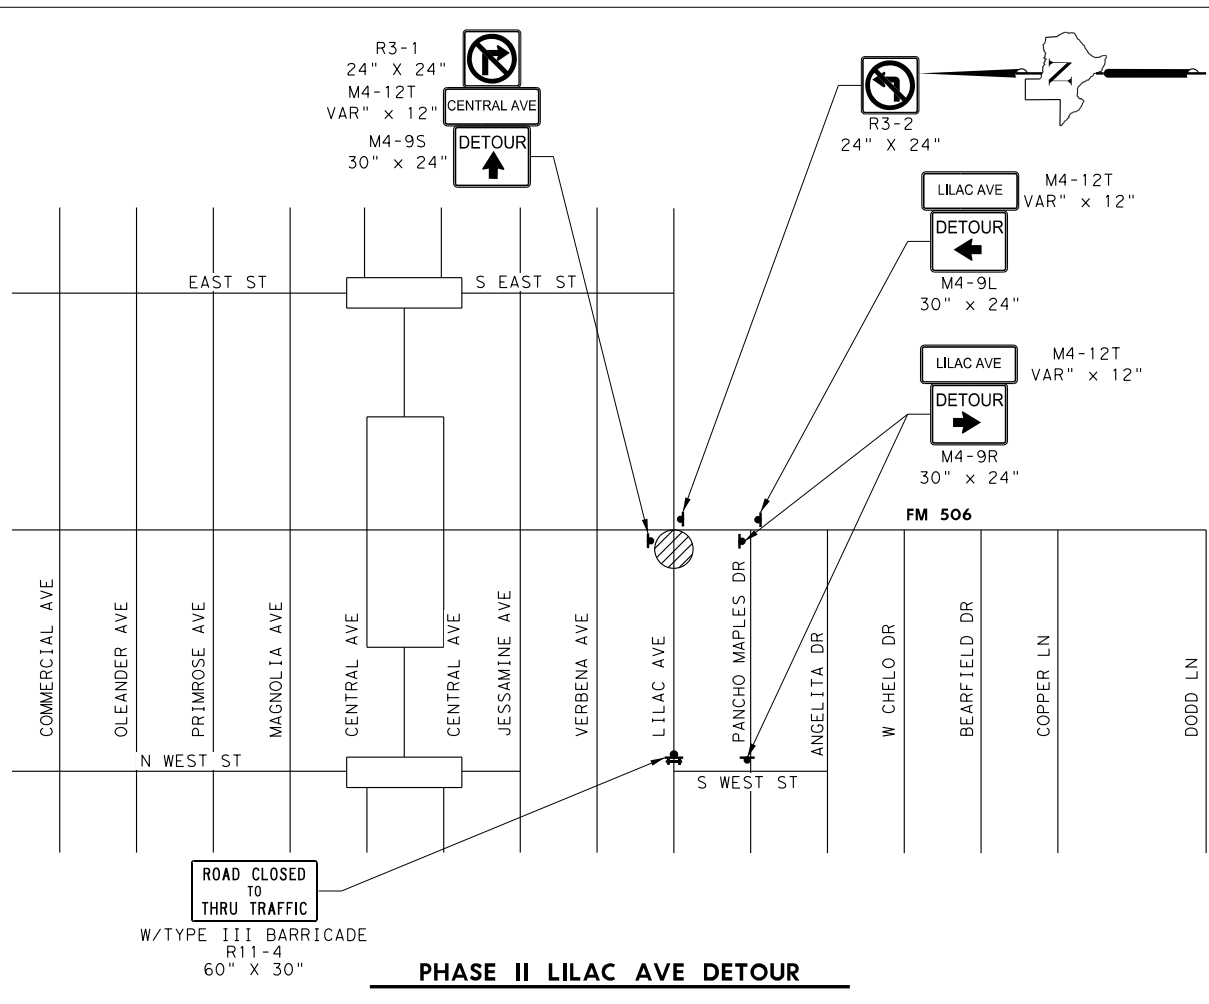 R3-1
24" X 24"
M4-12T
VAR" x 12"
M4-9S
30" x 24"
CENTRAL AVE
DETOUR
R3-2
24" X 24"
N
LILAC AVE
M4-12T
VAR" x 12"
DETOUR
M4-9L
30" x 24"
LILAC AVE
M4-12T
VAR" x 12"
DETOUR
M4-9R
30" x 24"
EAST ST
S EAST ST
FM 506
COMMERCIAL AVE
OLEANDER AVE
PRIMROSE AVE
MAGNOLIA AVE
CENTRAL AVE
CENTRAL AVE
JESSAMINE AVE
VERBENA AVE
LILAC AVE
PANCHO MAPLES DR
ANGELITA DR
W CHELO DR
BEARFIELD DR
COPPER LN
DODD LN
N WEST ST
S WEST ST
ROAD CLOSED
TO
THRU TRAFFIC
W/TYPE III BARRICADE
R11-4
60" X 30"
PHASE II LILAC AVE DETOUR